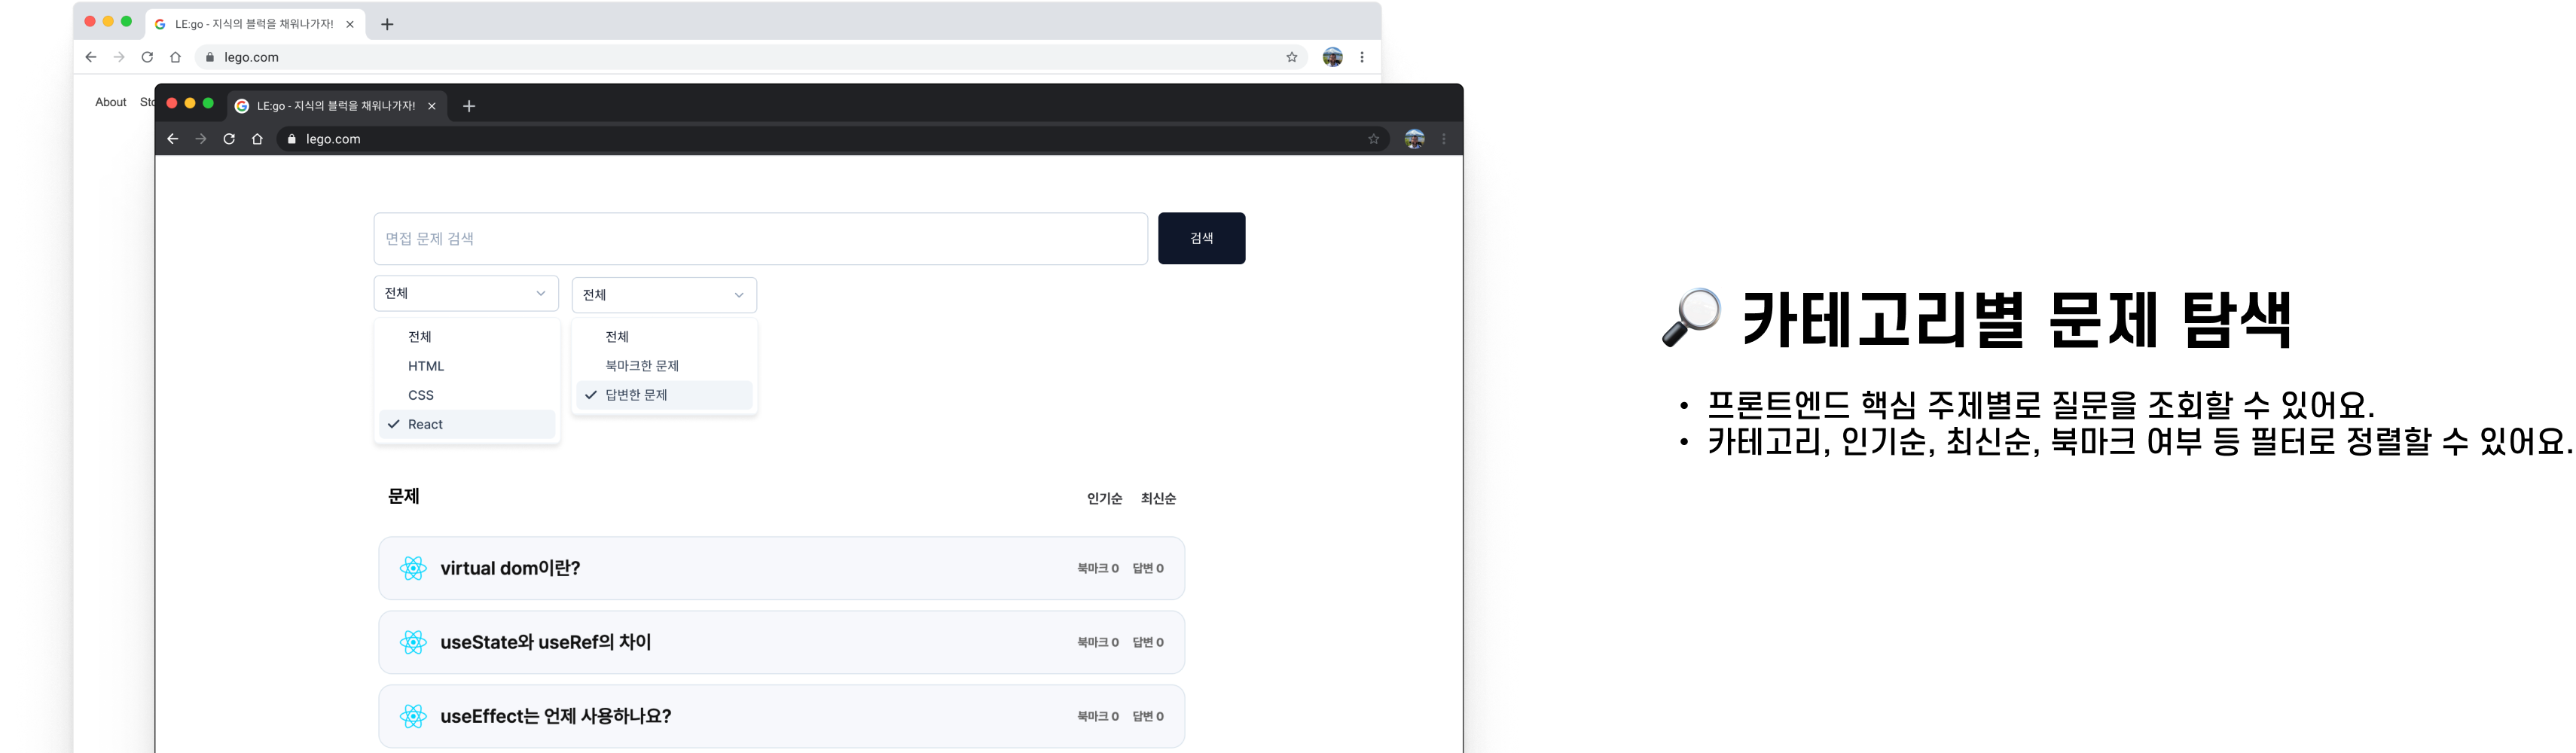 LE:go - 지식의 블럭을 채워나가자!
lego.com
About
LE:go - 지식의 블럭을 채워나가자!
lego.com
면접 문제 검색
검색
전체
전체
전체
HTML
CSS
React
전체
북마크한 문제
답변한 문제
문제
인기순 최신순
virtual dom이란? 북마크 0 답변 0
useState와 useRef의 차이 북마크 0 답변 0
useEffect는 언제 사용하나요? 북마크 0 답변 0
🔎 카테고리별 문제 탐색
• 프론트엔드 핵심 주제별로 질문을 조회할 수 있어요.
• 카테고리, 인기순, 최신순, 북마크 여부 등 필터로 정렬할 수 있어요.